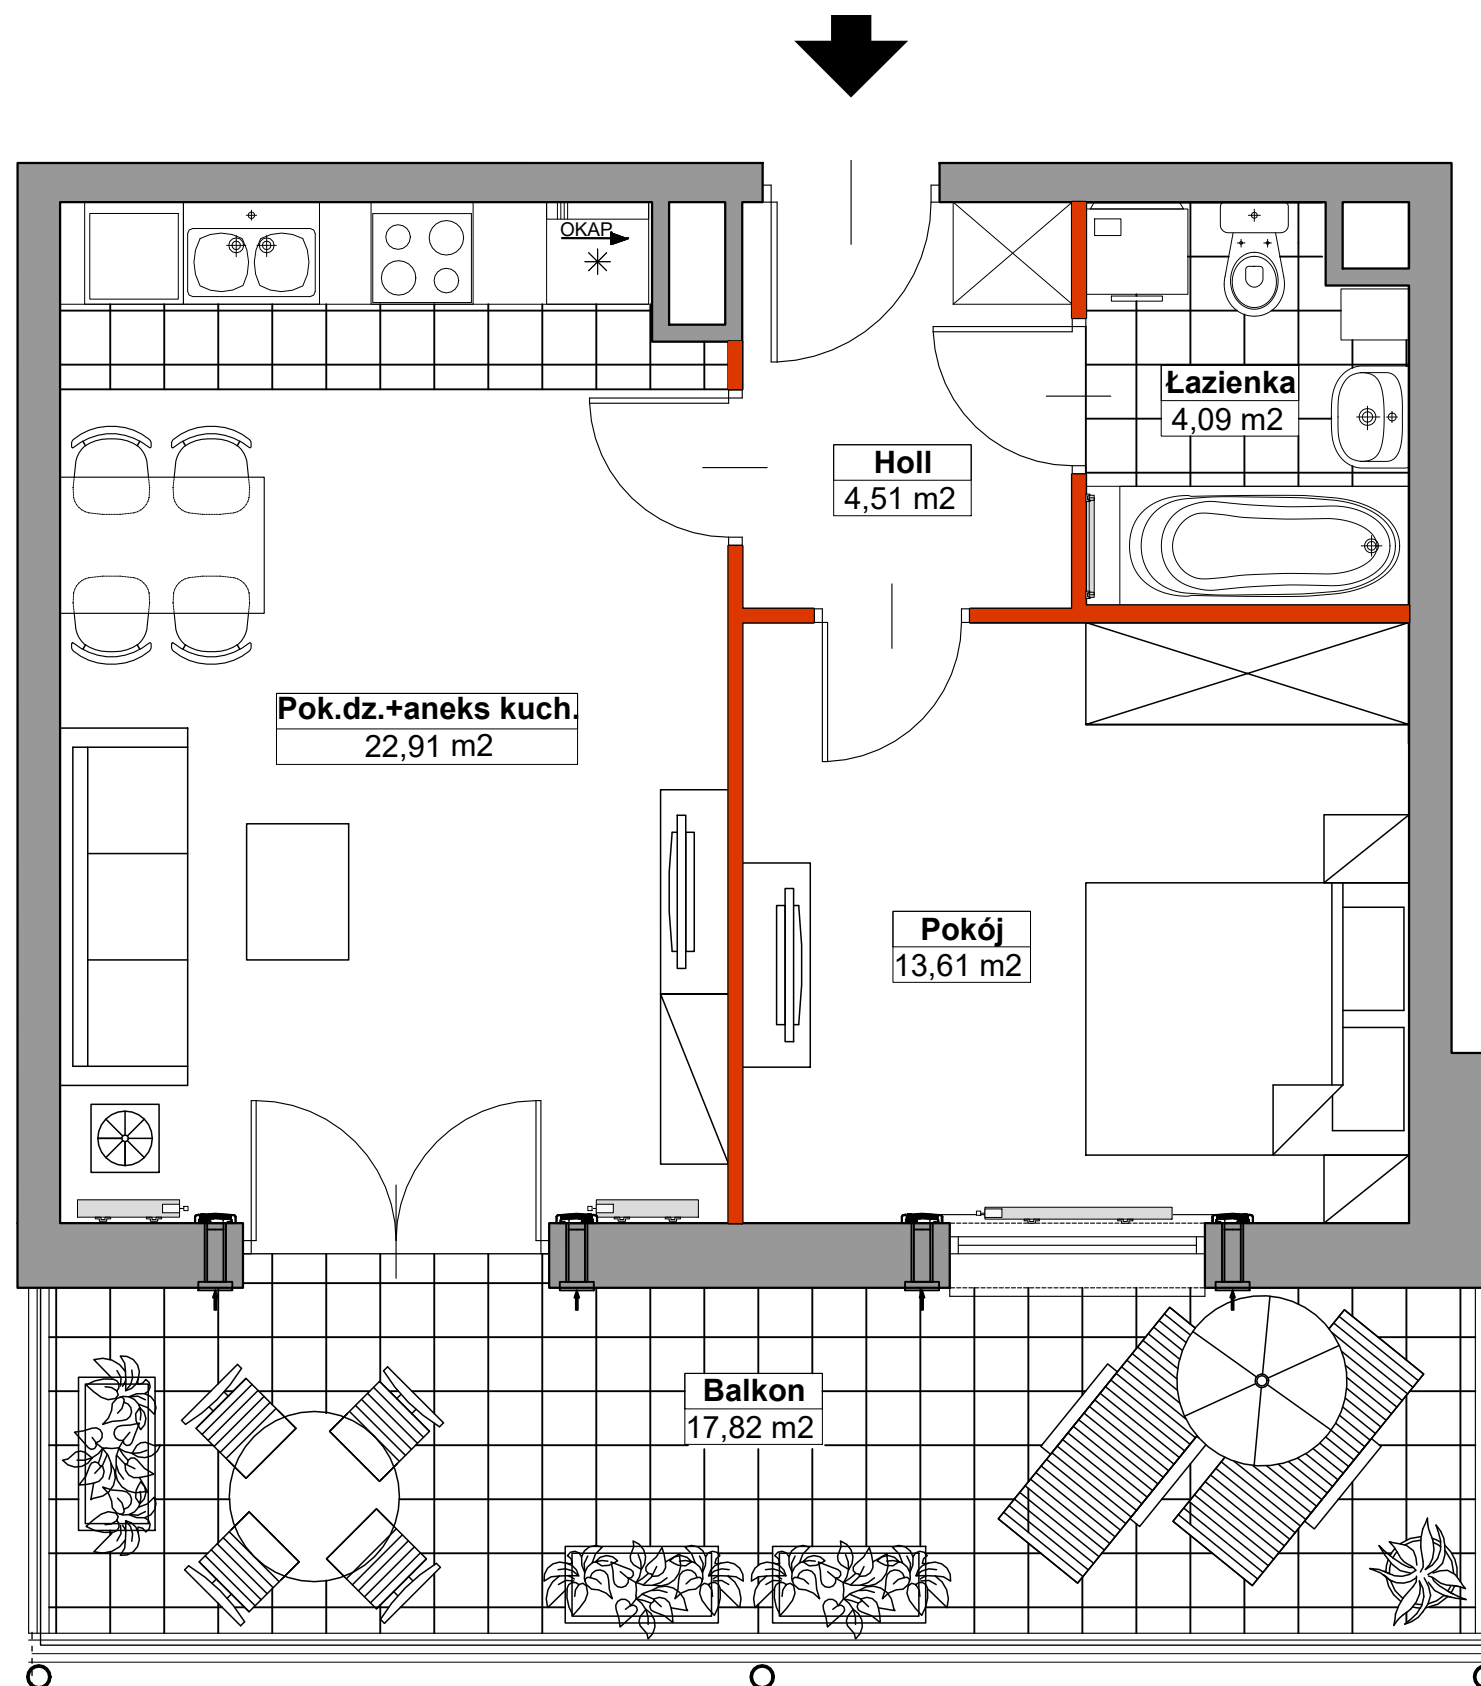 OKAP
Łazienka
4,09 m2
Holl
4,51 m2
Pok.dz.+aneks kuch.
22,91 m2
Pokój
13,61 m2
Balkon
17,82 m2